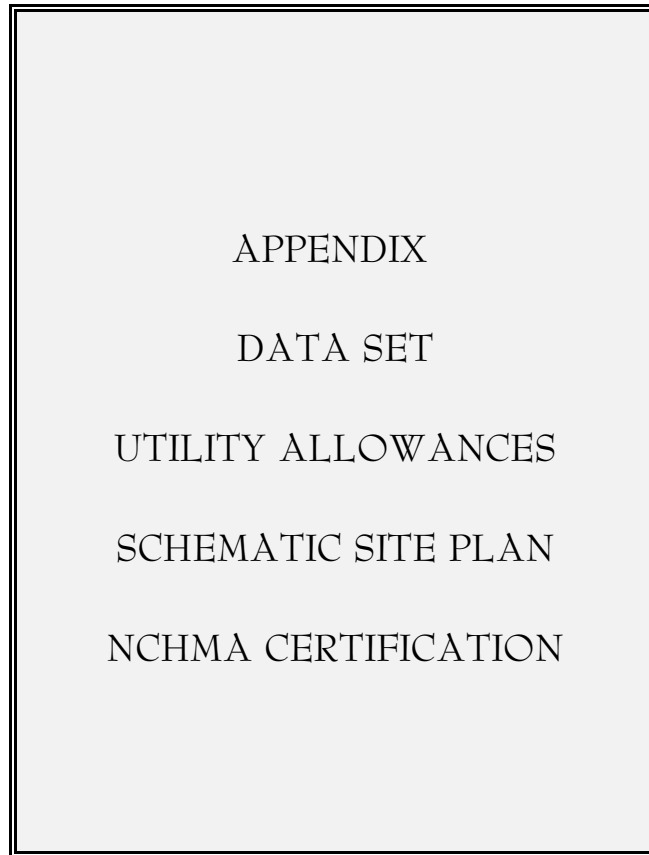 APPENDIX
DATA SET
UTILITY ALLOWANCES
SCHEMATIC SITE PLAN
NCHMA CERTIFICATION